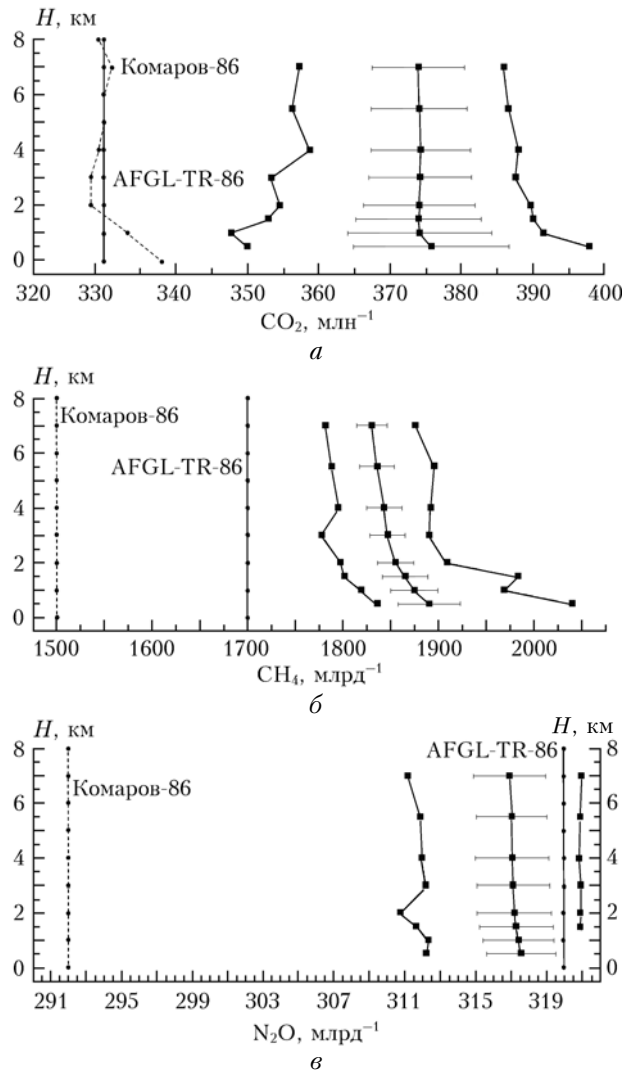 H, км
8
6
4
2
0
Комаров-86
AFGL-TR-86
320 330 340 350 360 370 380 390 400
CO₂, млн⁻¹
а
H, км
8
6
4
2
0
Комаров-86
AFGL-TR-86
1500 1600 1700 1800 1900 2000
CH₄, млрд⁻¹
б
H, км H, км
AFGL-TR-86
8 8
Комаров-86
6 6
4 4
2 2
0 0
291 295 299 303 307 311 315 319
N₂O, млрд⁻¹
в